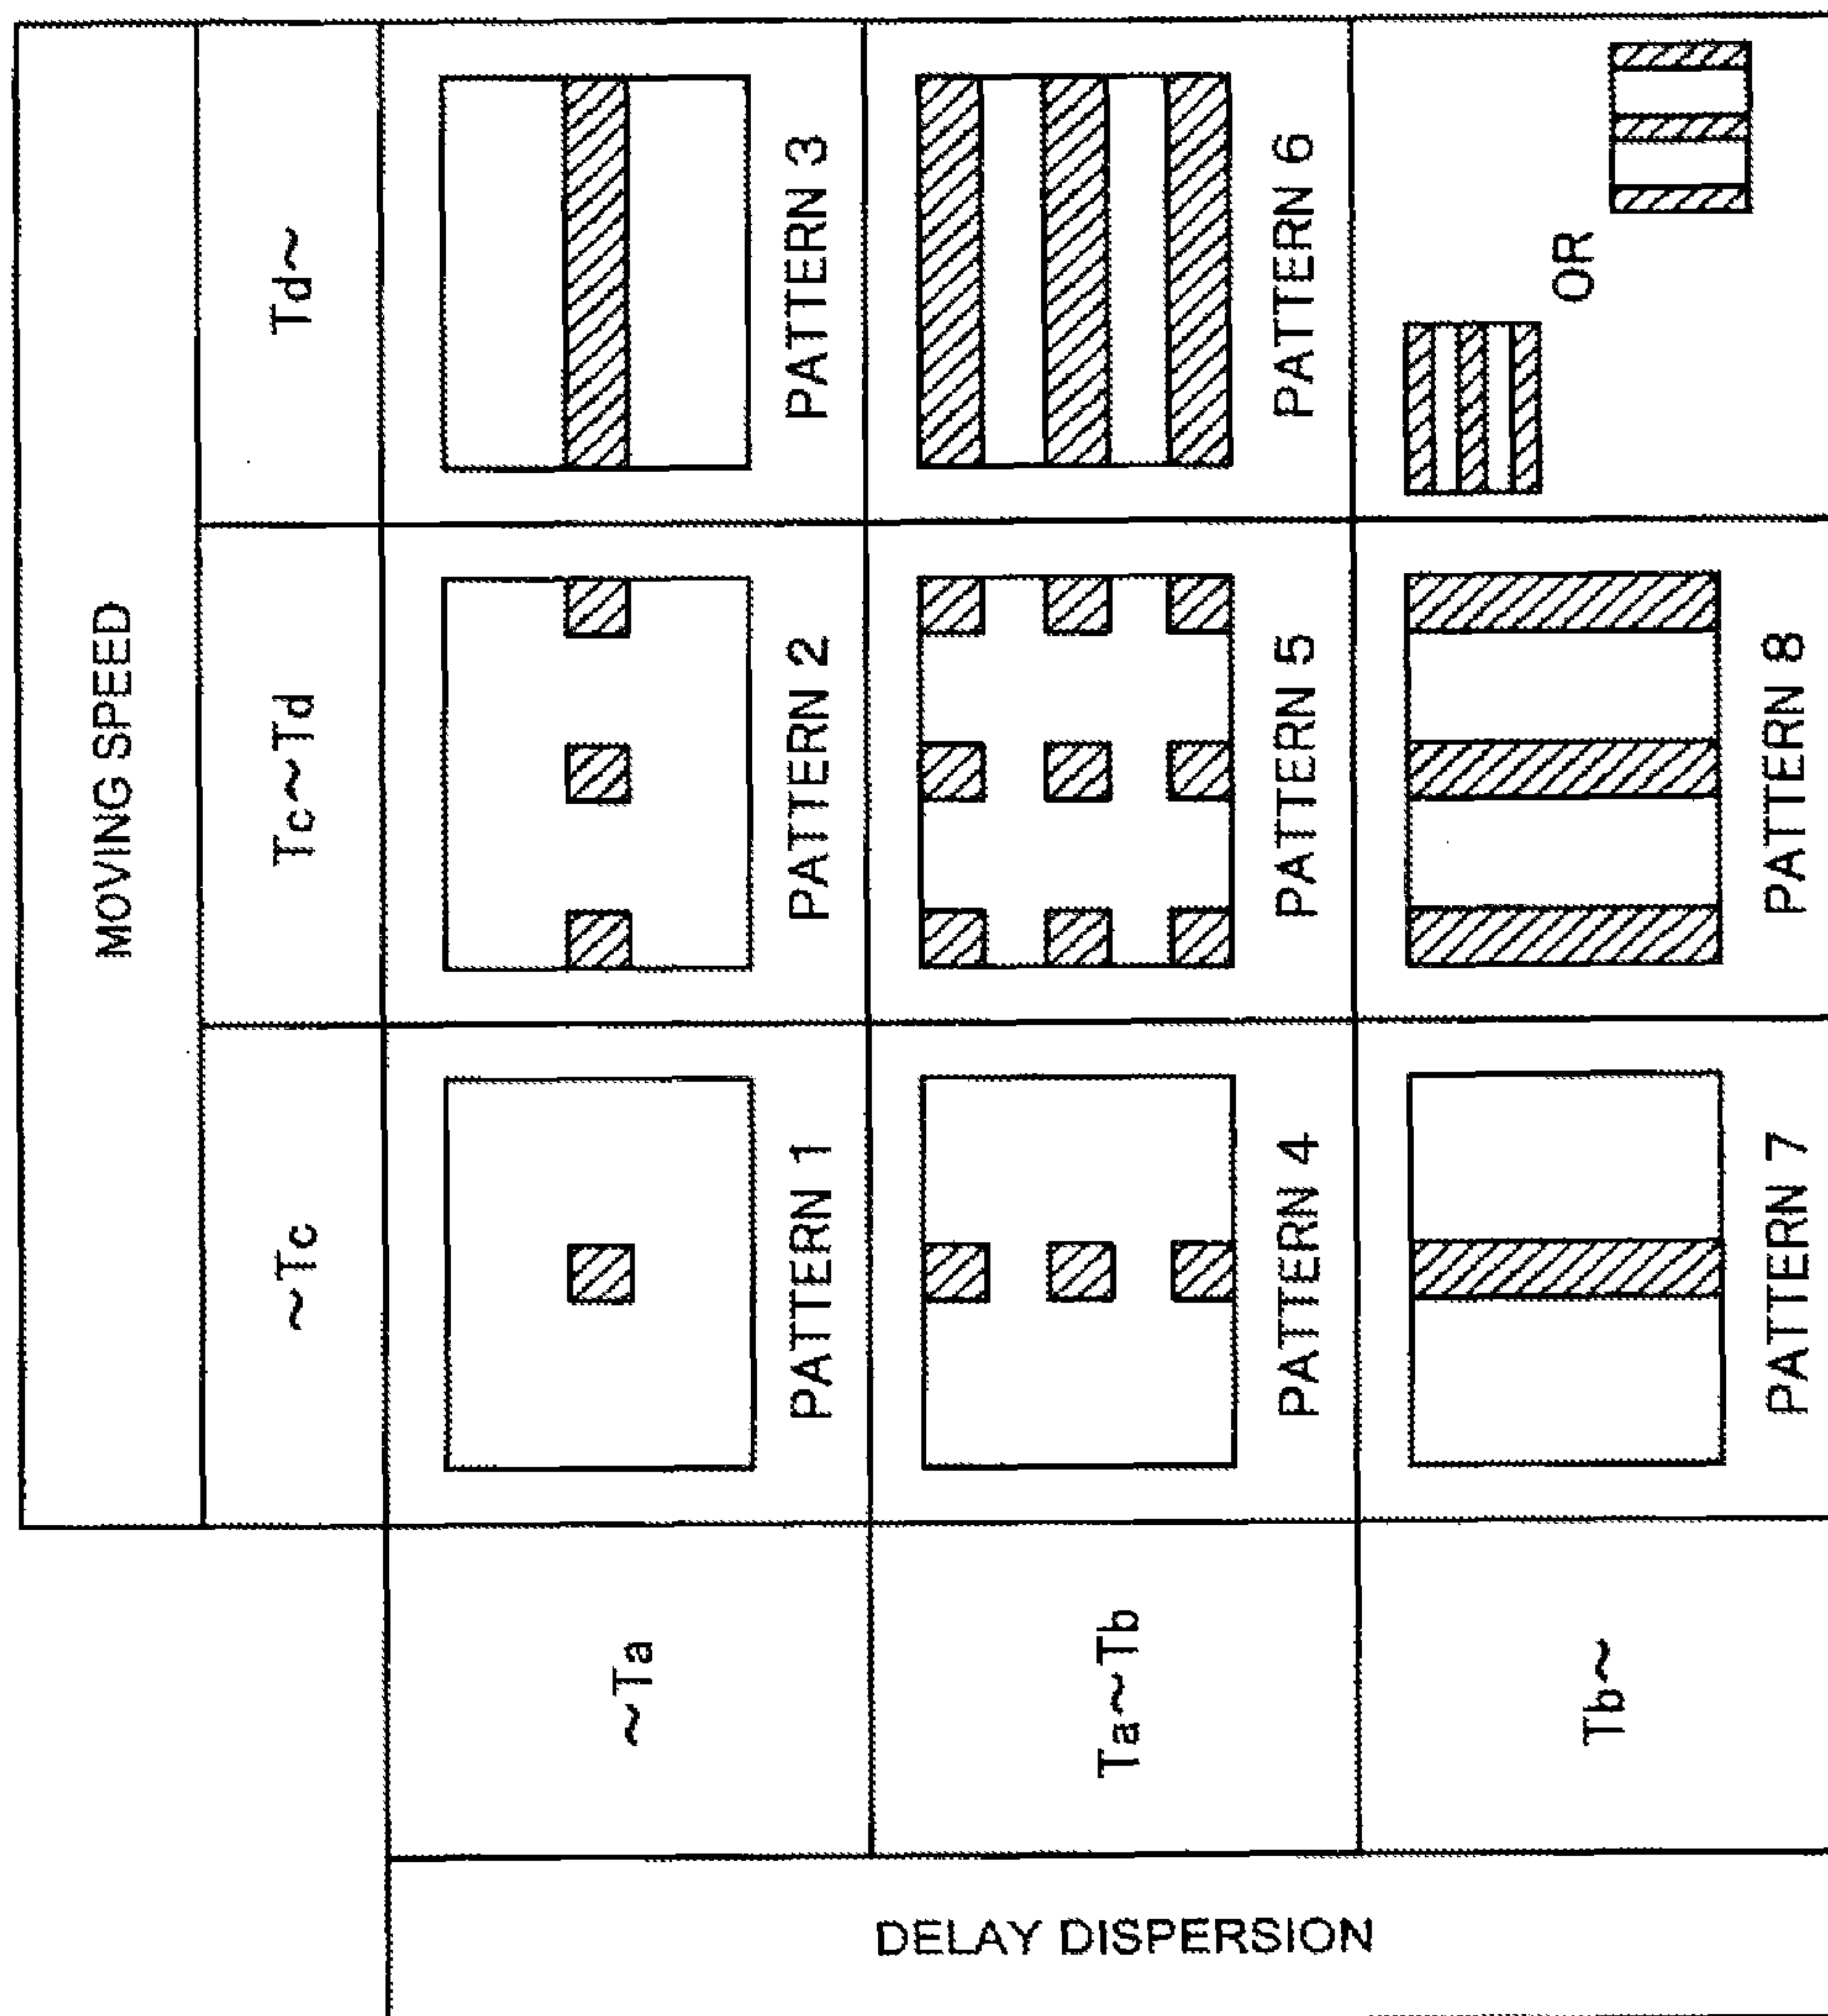 MOVING SPEED
~Tc
Tc~Td
Td~
DELAY DISPERSION
~Ta
PATTERN 1
PATTERN 2
PATTERN 3
Ta~Tb
PATTERN 4
PATTERN 5
PATTERN 6
Tb~
PATTERN 7
PATTERN 8
OR